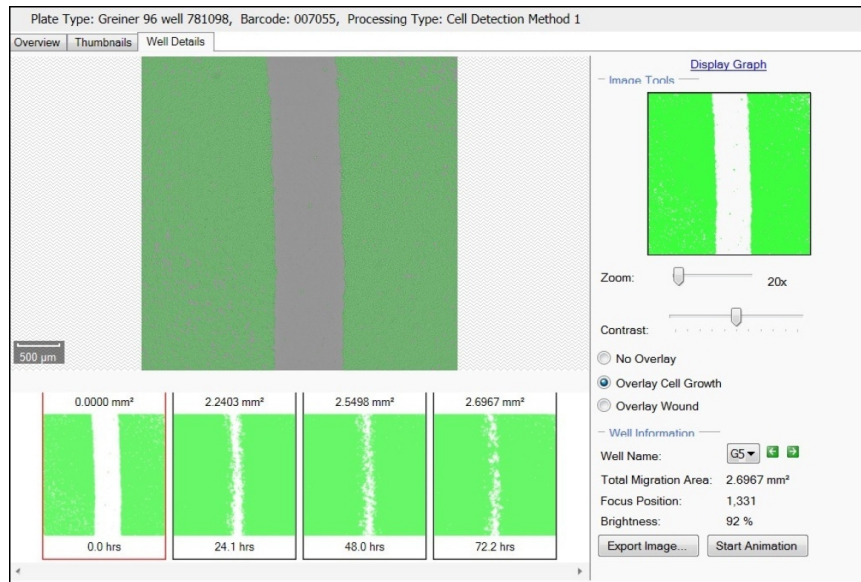 Plate Type: Greiner 96 well 781098, Barcode: 007055, Processing Type: Cell Detection Method 1
Overview Thumbnails Well Details
Display Graph
Image Tools
500 µm
Zoom: 20x
Contrast:
No Overlay
Overlay Cell Growth
Overlay Wound
0.0000 mm² 2.2403 mm² 2.5498 mm² 2.6967 mm²
0.0 hrs 24.1 hrs 48.0 hrs 72.2 hrs
Well Information
Well Name: G5
Total Migration Area: 2.6967 mm²
Focus Position: 1,331
Brightness: 92 %
Export Image... Start Animation